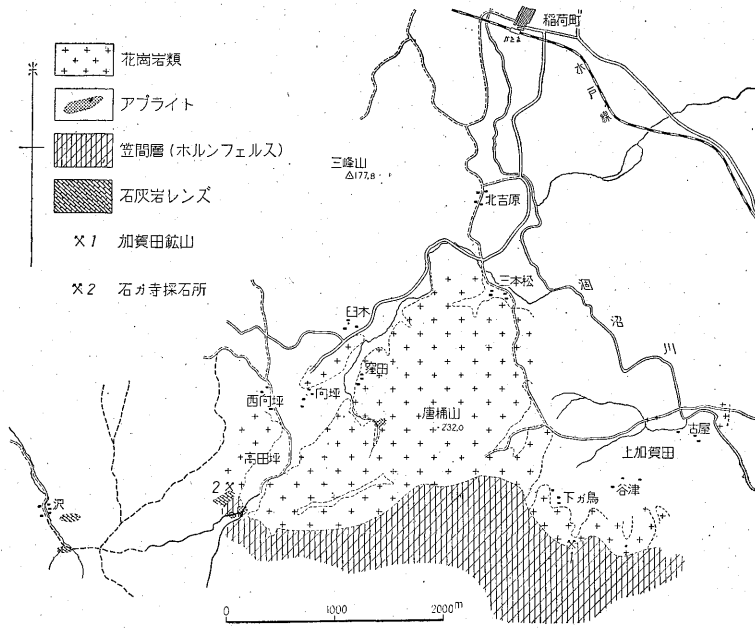 花崗岩類
アプライト
笠間層(ホルンフェルス)
石灰岩レンズ
1 加賀田鉱山
2 石ガ寺採石所
稲荷町
水戸線
三峰山
△177.8
北吉原
三本松
涸沼川
臼木
窪田
向坪
西向坪
唐桶山
・232.0
高田坪
2
沢
上加賀田
古屋
下ガ鳥
谷津
0 1000 2000m